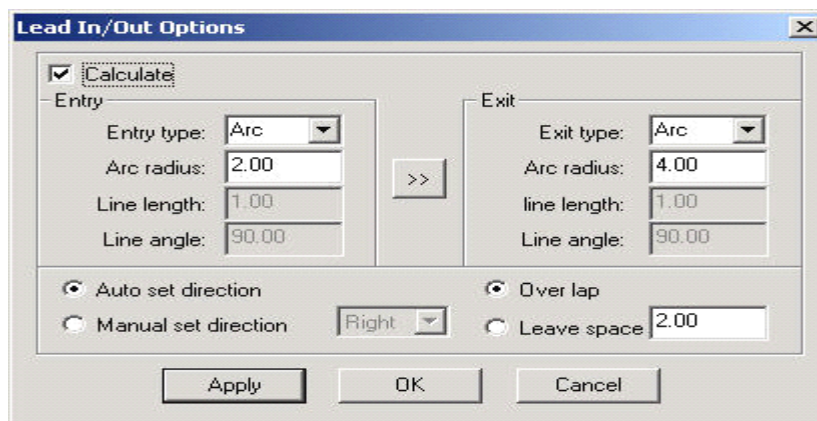 Lead In/Out Options
Calculate
Entry
Exit
Entry type: Arc
Exit type: Arc
Arc radius: 2.00
Arc radius: 4.00
>>
Line length: 1.00
line length: 1.00
Line angle: 90.00
Line angle: 90.00
Auto set direction
Over lap
Manual set direction Right
Leave space 2.00
Apply
OK
Cancel